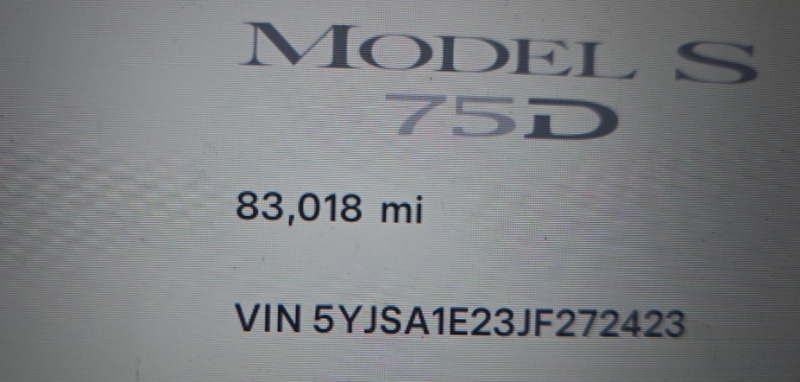 MODEL S
75D
83,018 mi
VIN 5YJSA1E23JF272423